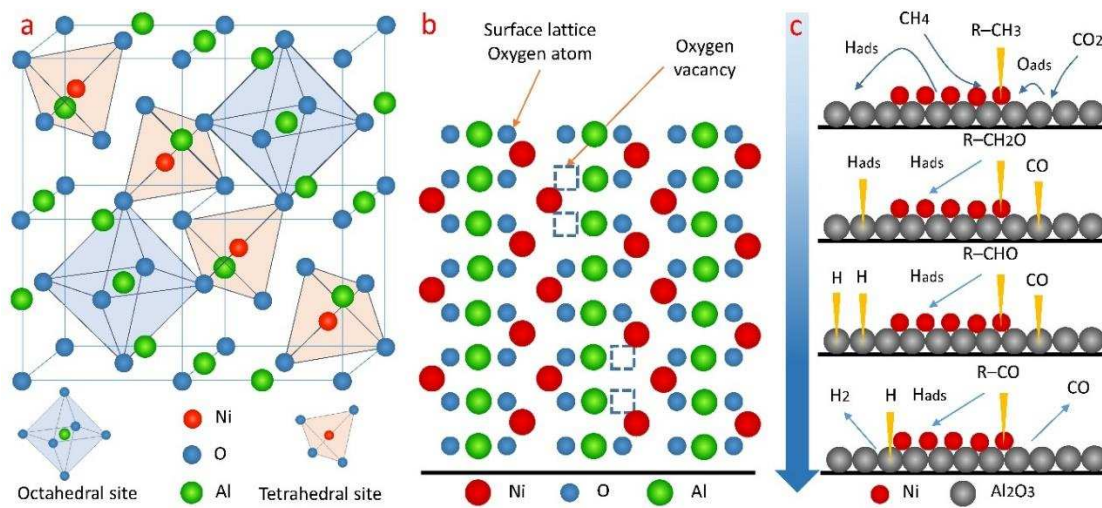 a
Ni
O
Al
Octahedral site
Tetrahedral site
b
Surface lattice
Oxygen atom
Oxygen
vacancy
Ni
O
Al
c
CH4
R–CH3
Hads
Oads
CO2
R–CH2O
Hads
Hads
CO
R–CHO
H
H
Hads
CO
R–CO
H2
H
Hads
CO
Ni
Al2O3